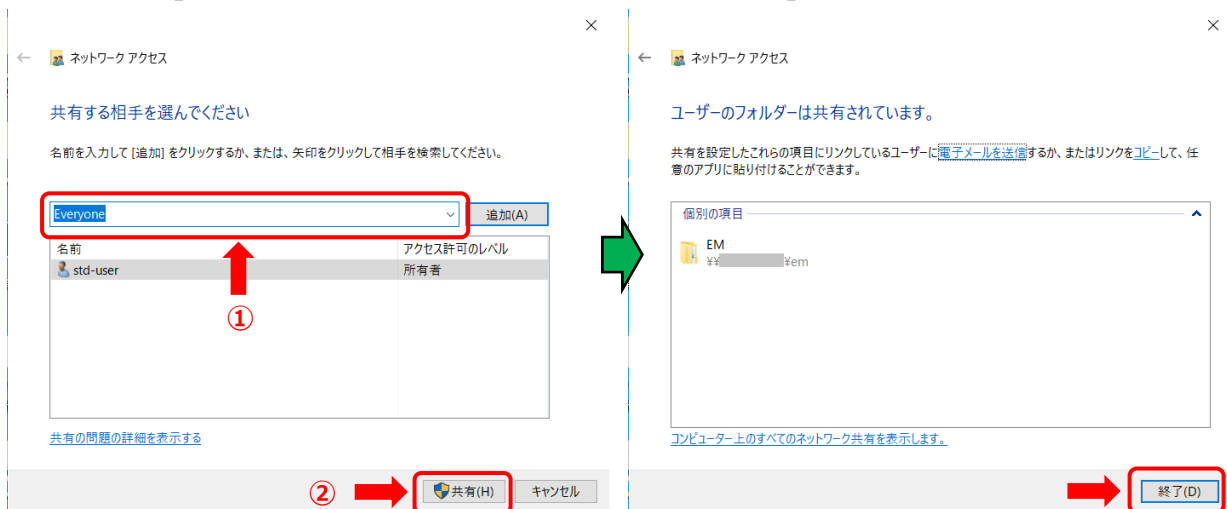 ネットワーク アクセス
共有する相手を選んでください
名前を入力して [追加] をクリックするか、または、矢印をクリックして相手を検索してください。
Everyone
追加(A)
名前
アクセス許可のレベル
std-user
所有者
①
共有の問題の詳細を表示する
②
共有(H)
キャンセル
ネットワーク アクセス
ユーザーのフォルダーは共有されています。
共有を設定したこれらの項目にリンクしているユーザーに電子メールを送信するか、またはリンクをコピーして、任
意のアプリに貼り付けることができます。
個別の項目
EM
¥¥ ¥em
コンピューター上のすべてのネットワーク共有を表示します。
終了(D)